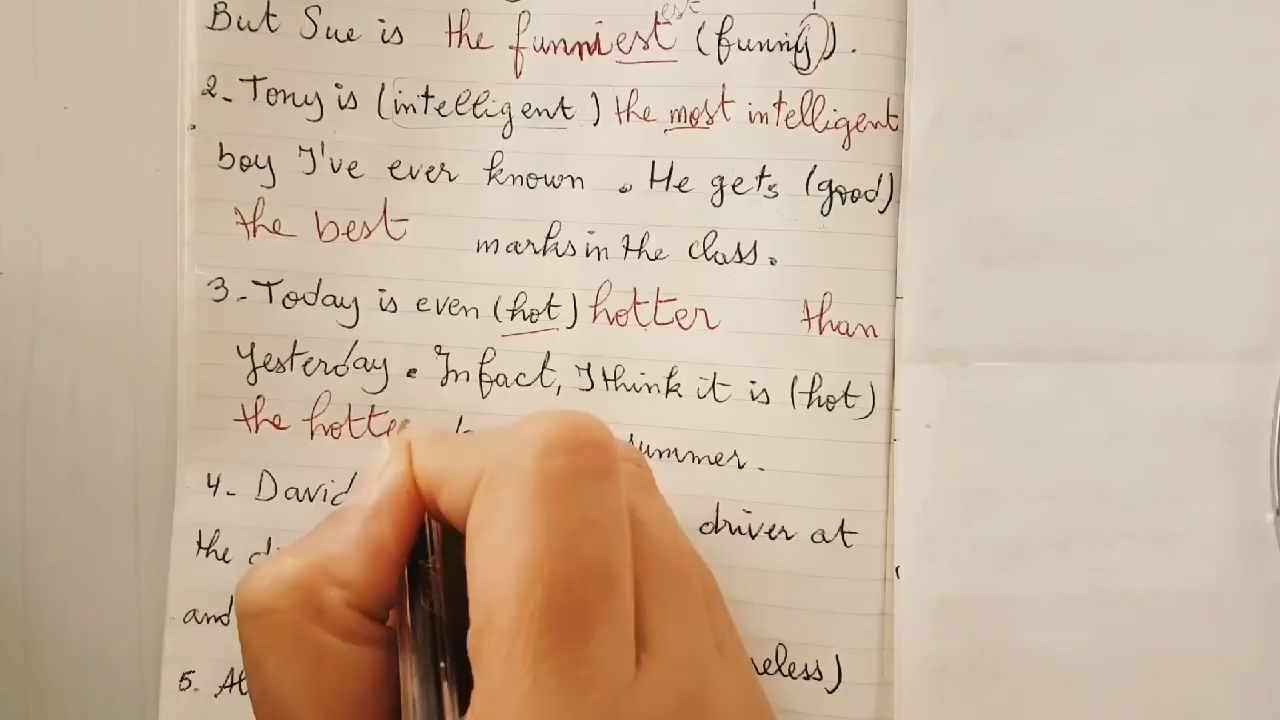 est
But Sue is the funniest (funny).
2- Tony is (intelligent) the most intelligent
boy I've ever known. He gets (good)
the best marks in the class.
3- Today is even (hot) hotter than
yesterday. In fact, I think it is (hot)
the hotte summer.
4- David driver at
the
and
5.